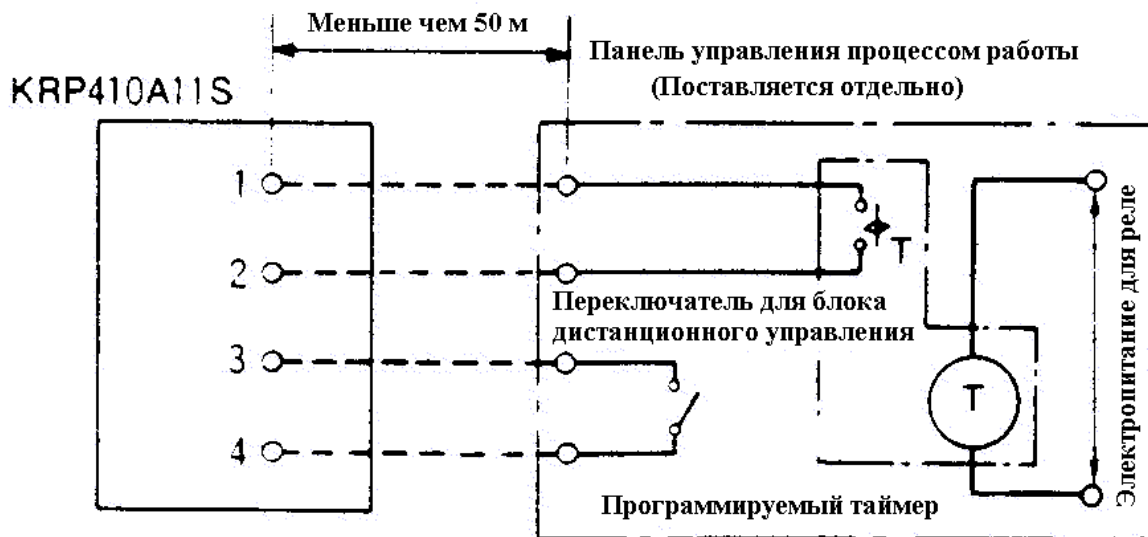 Меньше чем 50 м
Панель управления процессом работы
(Поставляется отдельно)
KRP410A11S
1
T
2
Переключатель для блока
дистанционного управления
3
T
4
Программируемый таймер
Электропитание для реле